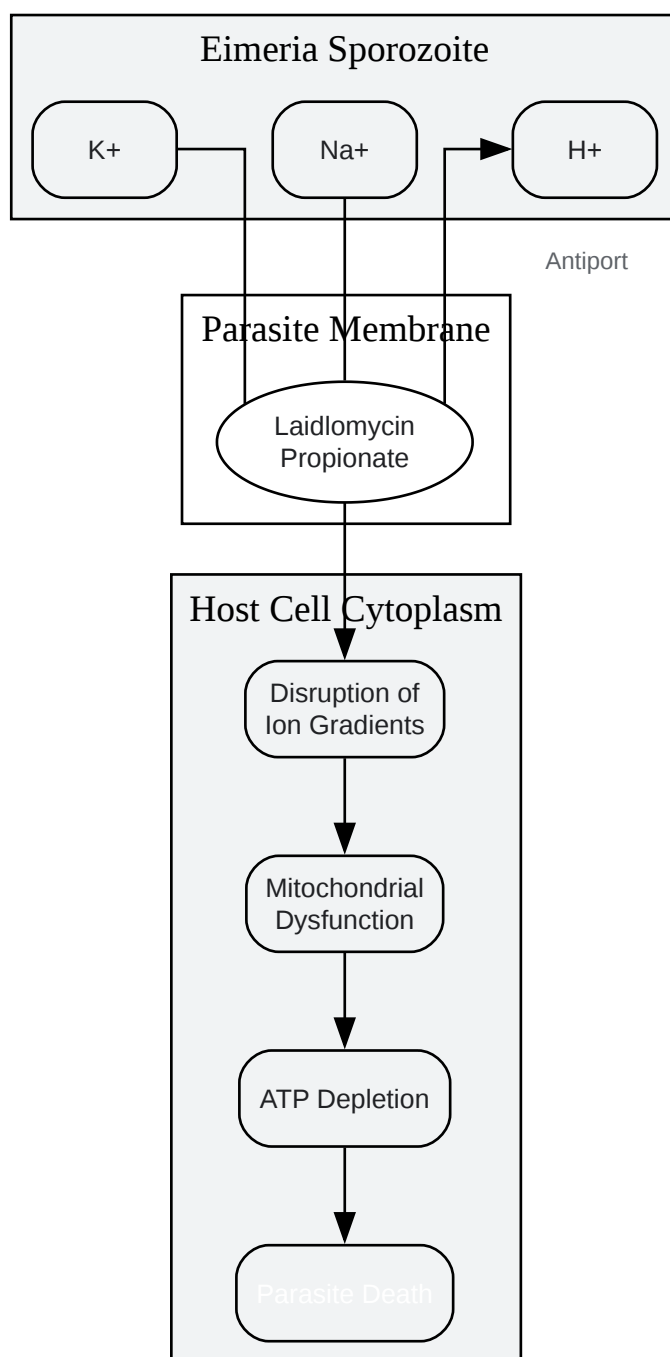 Eimeria Sporozoite
K+
Na+
H+
Antiport
Parasite Membrane
Laidlomycin
Propionate
Host Cell Cytoplasm
Disruption of
Ion Gradients
Mitochondrial
Dysfunction
ATP Depletion
Parasite Death